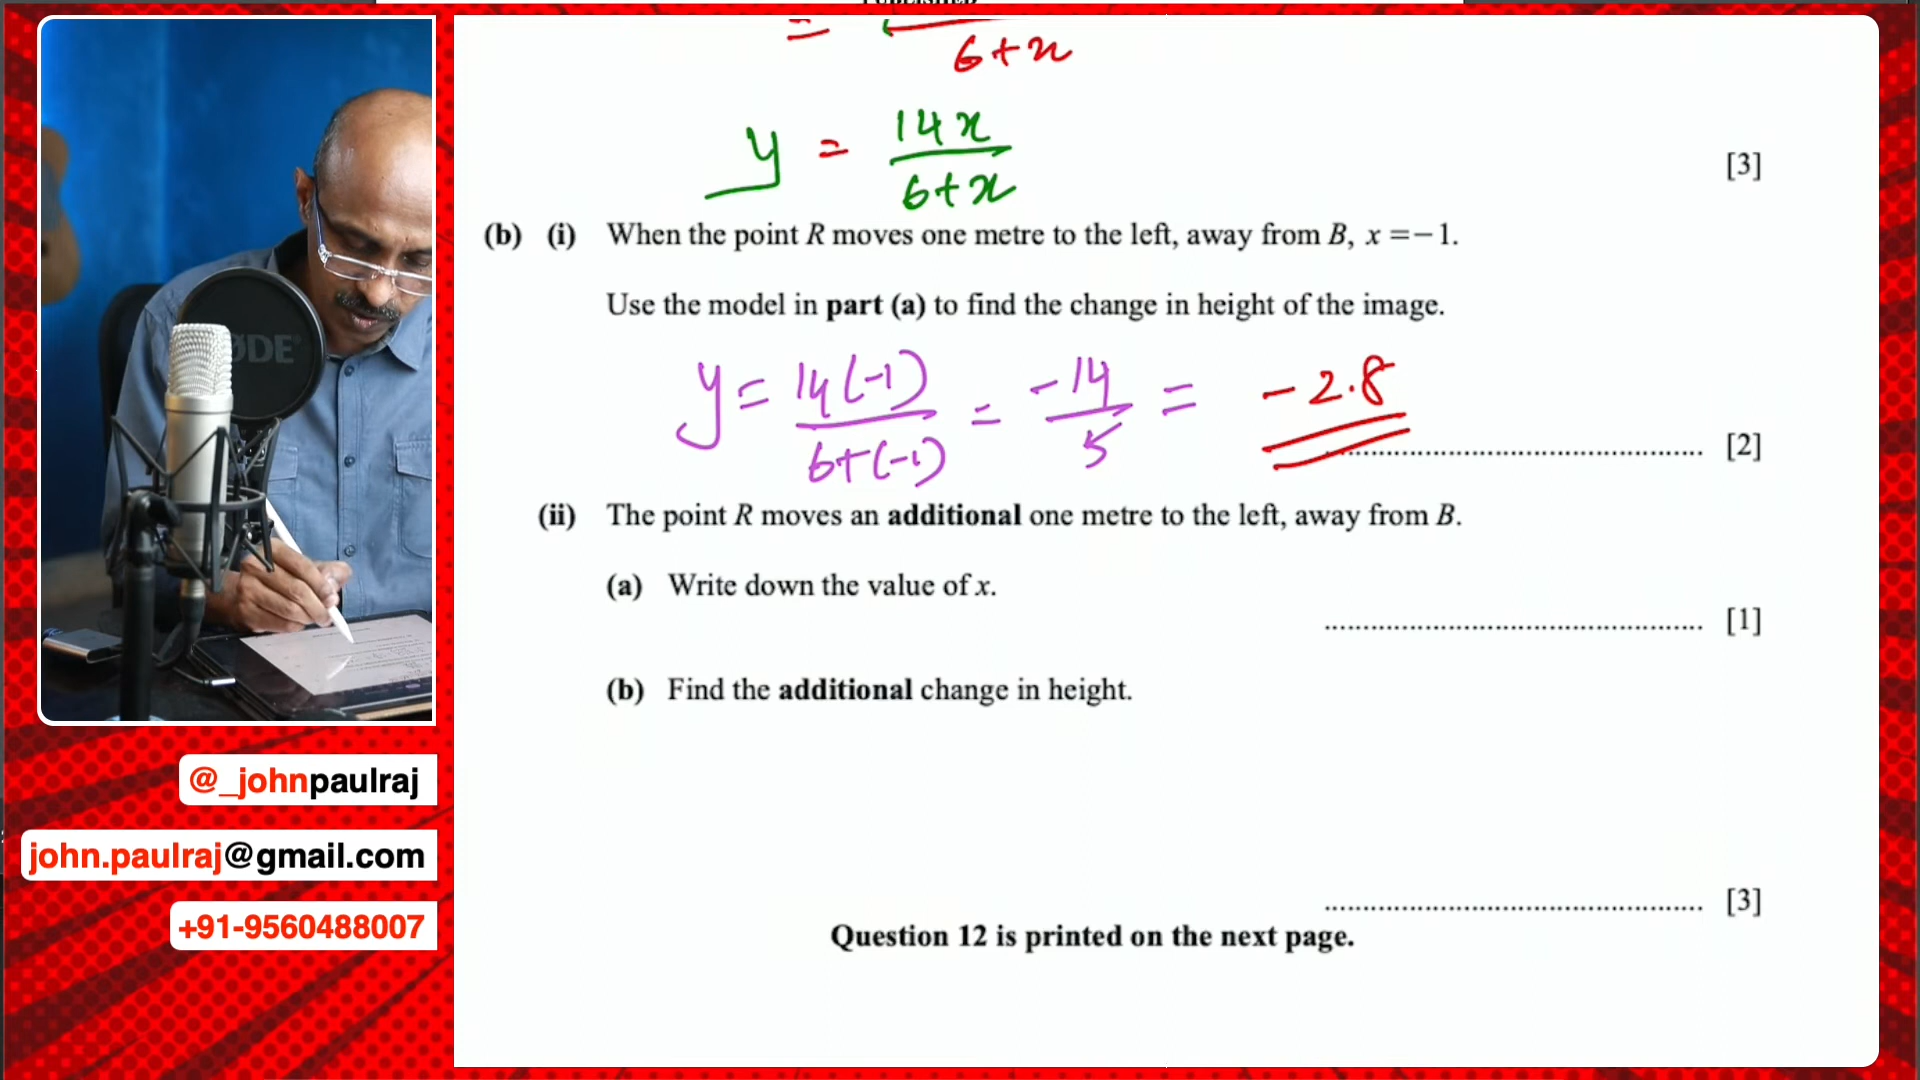 = 6+x
y = 14x / 6+x
[3]
(b) (i) When the point R moves one metre to the left, away from B, x = −1.
Use the model in part (a) to find the change in height of the image.
y = 14(-1) / 6+(-1) = -14 / 5 = -2.8
.............................................. [2]
(ii) The point R moves an additional one metre to the left, away from B.
(a) Write down the value of x.
.............................................. [1]
(b) Find the additional change in height.
.............................................. [3]
Question 12 is printed on the next page.
@_johnpaulraj
john.paulraj@gmail.com
+91-9560488007